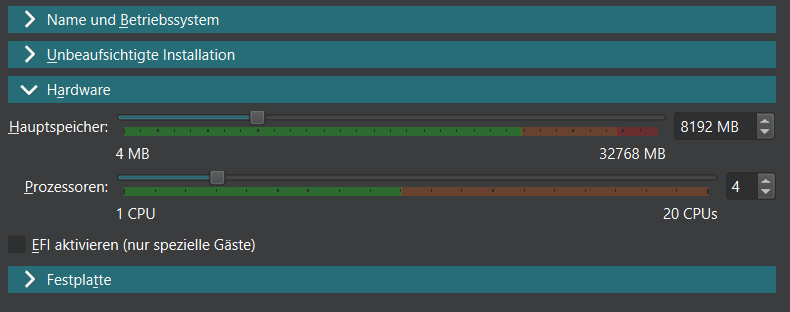 Name und Betriebssystem
Unbeaufsichtigte Installation
Hardware
Hauptspeicher: 8192 MB
4 MB 32768 MB
Prozessoren: 4
1 CPU 20 CPUs
EFI aktivieren (nur spezielle Gäste)
Festplatte